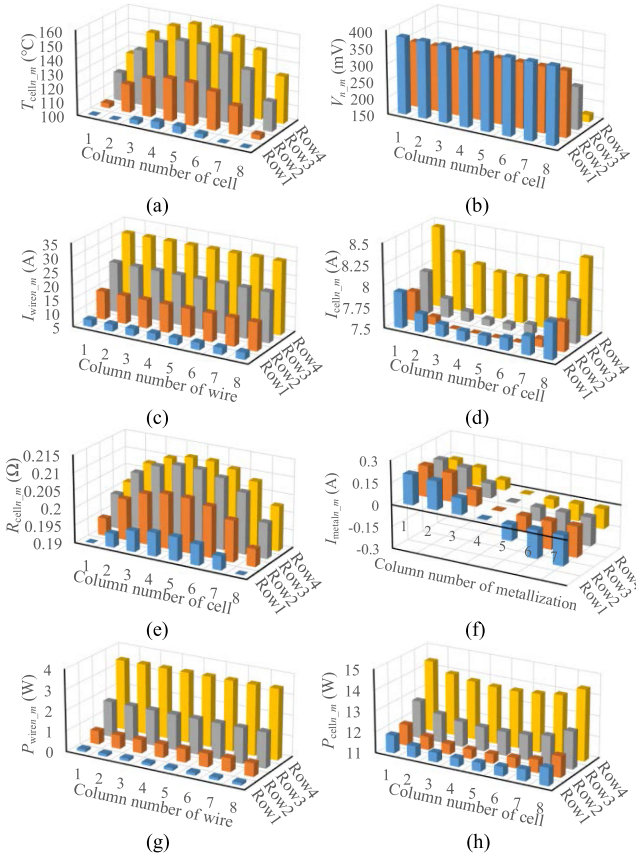 T_celln_m (°C)
160
150
140
130
120
110
100
1 2 3 4 5 6 7 8
Column number of cell
Row1 Row2 Row3 Row4
(a)
V_n_m (mV)
400
350
300
250
200
150
1 2 3 4 5 6 7 8
Column number of cell
Row1 Row2 Row3 Row4
(b)
I_wiren_m (A)
35
30
25
20
15
10
5
1 2 3 4 5 6 7 8
Column number of wire
Row1 Row2 Row3 Row4
(c)
I_celln_m (A)
8.5
8.25
8
7.75
7.5
1 2 3 4 5 6 7 8
Column number of cell
Row1 Row2 Row3 Row4
(d)
R_celln_m (Ω)
0.215
0.21
0.205
0.2
0.195
0.19
1 2 3 4 5 6 7 8
Column number of cell
Row1 Row2 Row3 Row4
(e)
I_metaln_m (A)
0.3
0.15
0
-0.15
-0.3
1 2 3 4 5 6 7
Column number of metallization
Row1 Row2 Row3 Row4
(f)
P_wiren_m (W)
4
3
2
1
0
1 2 3 4 5 6 7 8
Column number of wire
Row1 Row2 Row3 Row4
(g)
P_celln_m (W)
15
14
13
12
11
1 2 3 4 5 6 7 8
Column number of cell
Row1 Row2 Row3 Row4
(h)